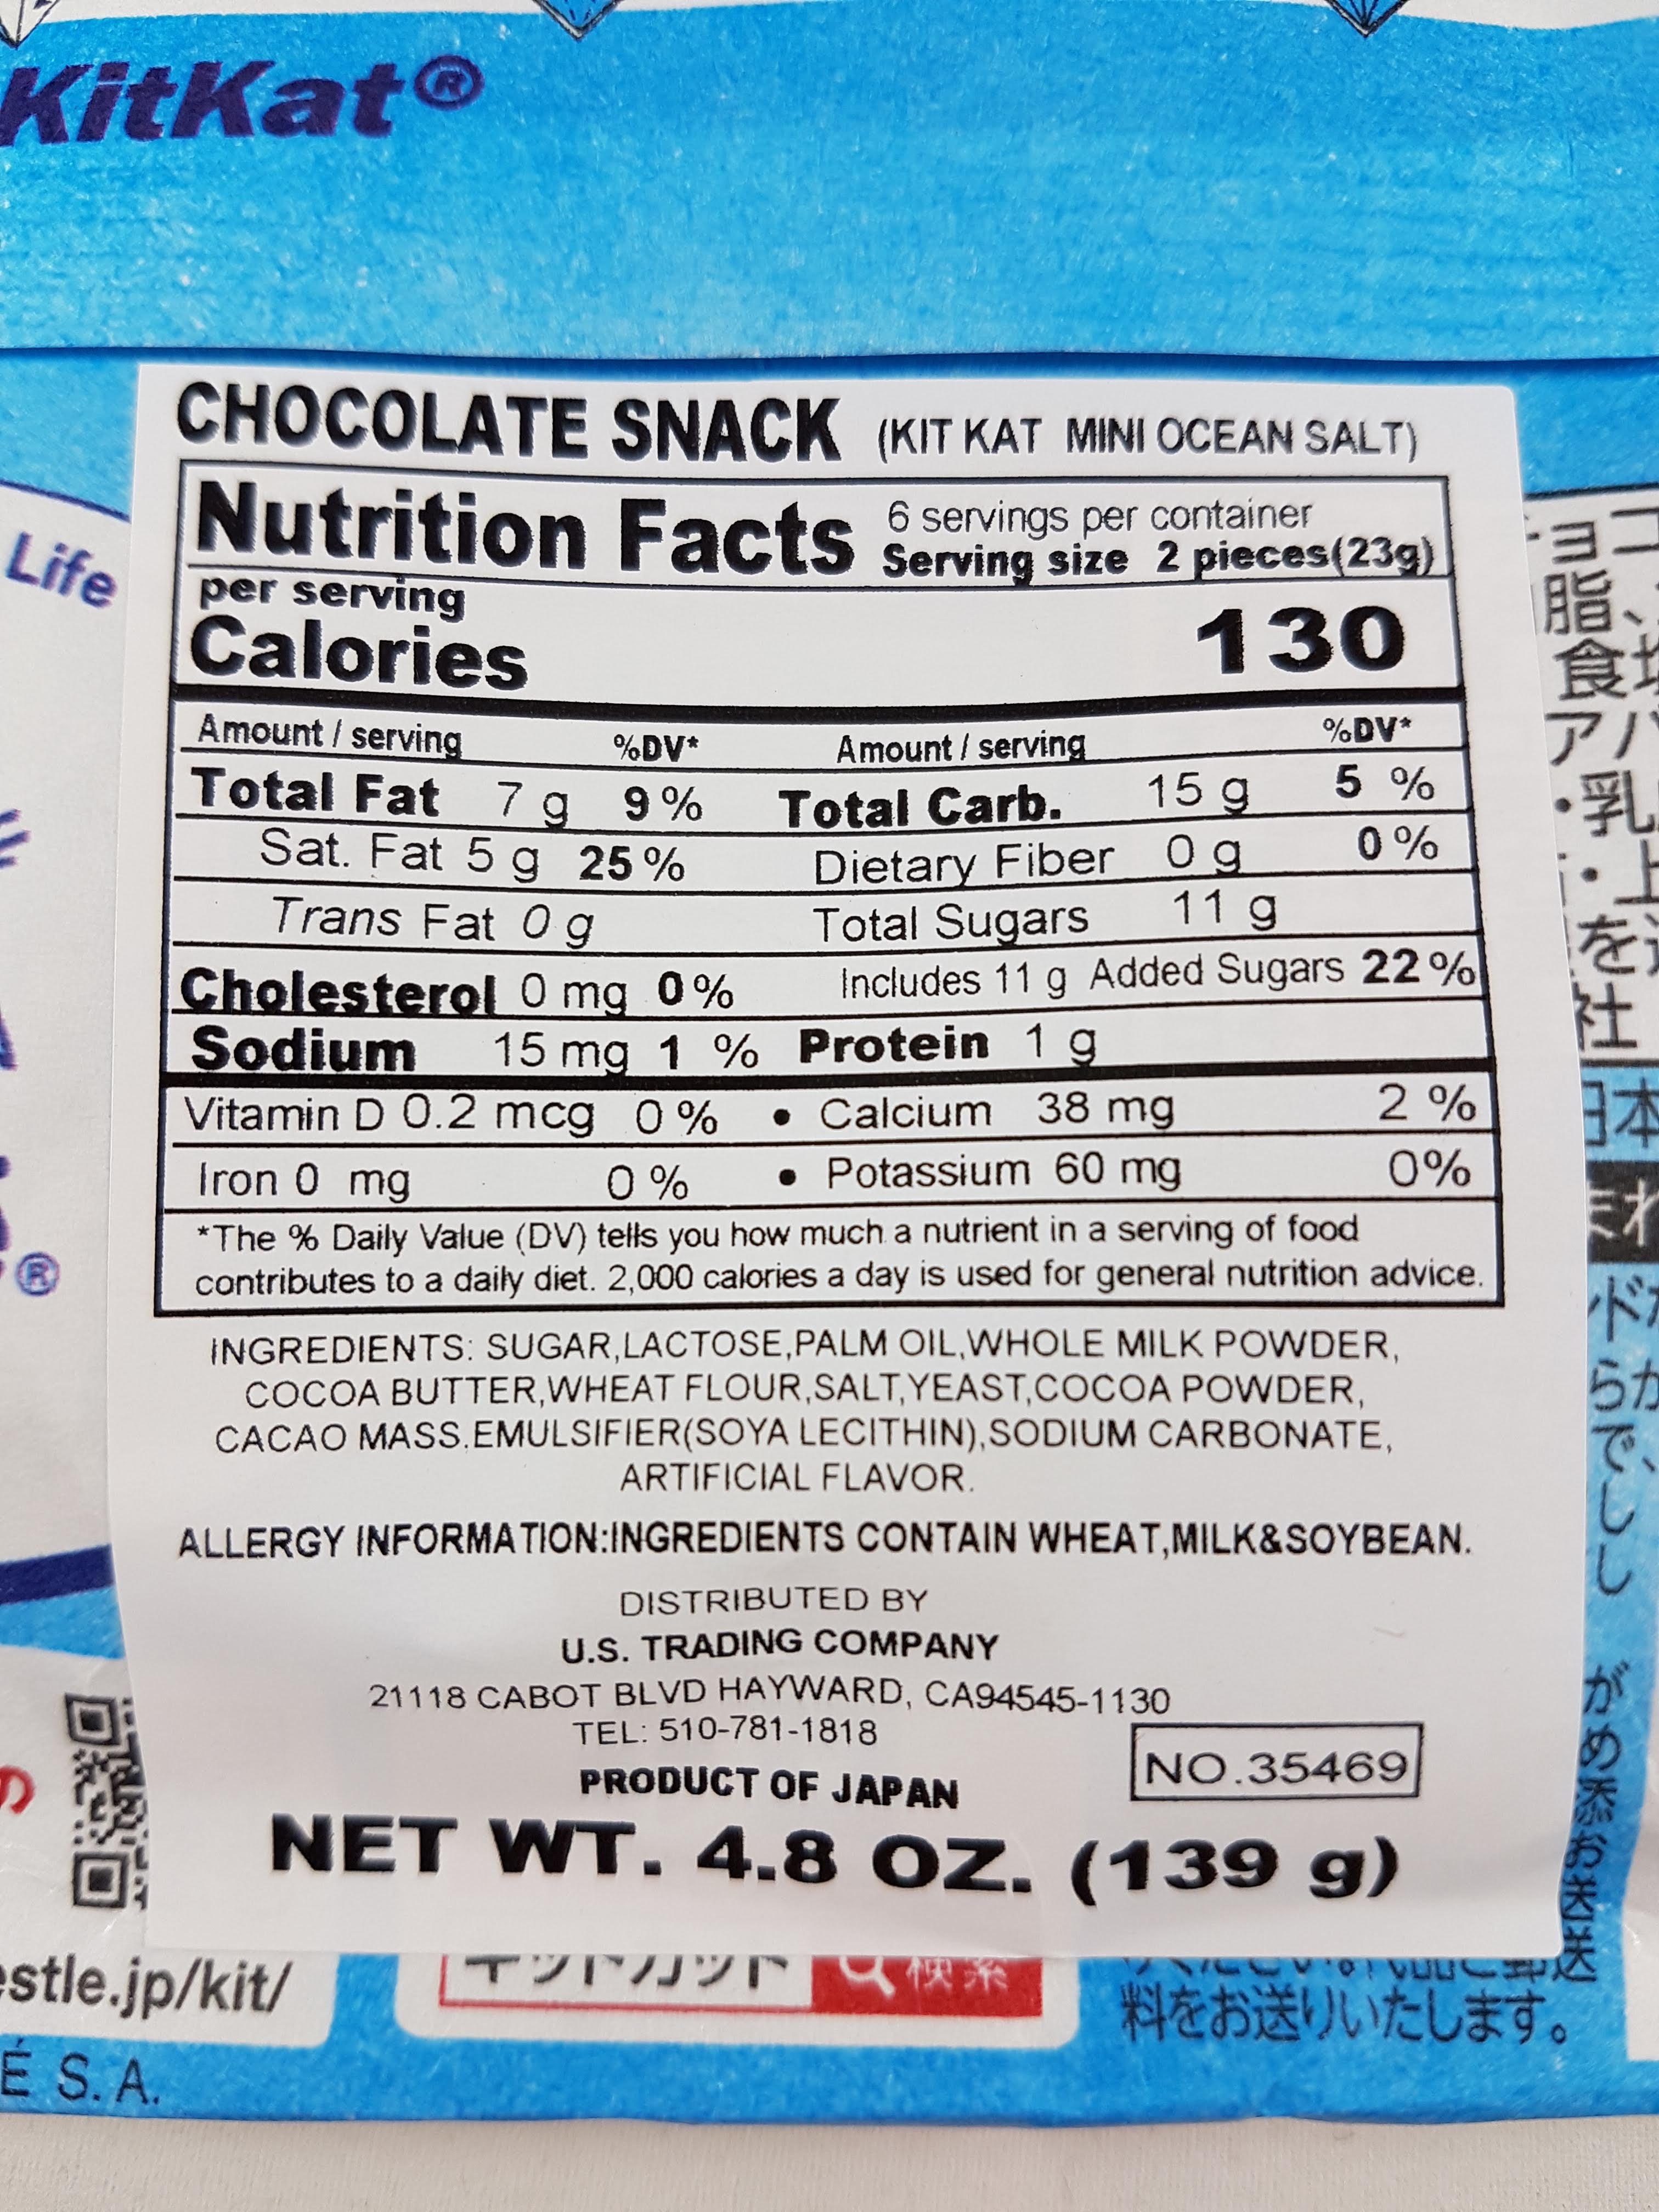 KitKat®
CHOCOLATE SNACK (KIT KAT MINI OCEAN SALT)
Nutrition Facts
6 servings per container
Serving size 2 pieces(23g)
per serving
Calories 130
Amount / serving %DV* Amount / serving %DV*
Total Fat 7 g 9% Total Carb. 15 g 5 %
Sat. Fat 5 g 25% Dietary Fiber 0 g 0%
Trans Fat 0 g Total Sugars 11 g
Cholesterol 0 mg 0% Includes 11 g Added Sugars 22%
Sodium 15 mg 1 % Protein 1 g
Vitamin D 0.2 mcg 0% • Calcium 38 mg 2 %
Iron 0 mg 0% • Potassium 60 mg 0%
*The % Daily Value (DV) tells you how much a nutrient in a serving of food
contributes to a daily diet. 2,000 calories a day is used for general nutrition advice.
INGREDIENTS: SUGAR,LACTOSE,PALM OIL,WHOLE MILK POWDER,
COCOA BUTTER,WHEAT FLOUR,SALT,YEAST,COCOA POWDER,
CACAO MASS.EMULSIFIER(SOYA LECITHIN),SODIUM CARBONATE,
ARTIFICIAL FLAVOR.
ALLERGY INFORMATION:INGREDIENTS CONTAIN WHEAT,MILK&SOYBEAN.
DISTRIBUTED BY
U.S. TRADING COMPANY
21118 CABOT BLVD HAYWARD, CA94545-1130
TEL: 510-781-1818
PRODUCT OF JAPAN
NO.35469
NET WT. 4.8 OZ. (139 g)
Life
®
estle.jp/kit/
キットカット 検索
料をお送りいたします。
É S.A.